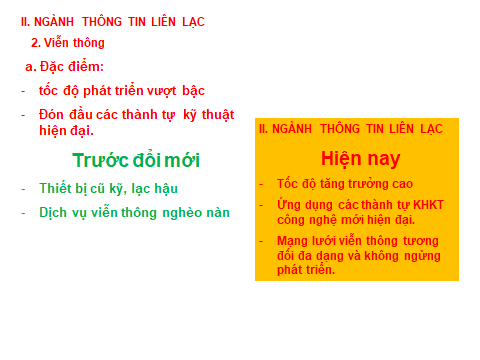 II. NGÀNH THÔNG TIN LIÊN LẠC
2. Viễn thông
a. Đặc điểm:
- tốc độ phát triển vượt bậc
- Đón đầu các thành tự kỹ thuật
hiện đại.
Trước đổi mới
- Thiết bị cũ kỹ, lạc hậu
- Dịch vụ viễn thông nghèo nàn
II. NGÀNH THÔNG TIN LIÊN LẠC
Hiện nay
- Tốc độ tăng trưởng cao
- Ứng dụng các thành tự KHKT
công nghệ mới hiện đại.
- Mạng lưới viễn thông tương
đối đa dạng và không ngừng
phát triển.